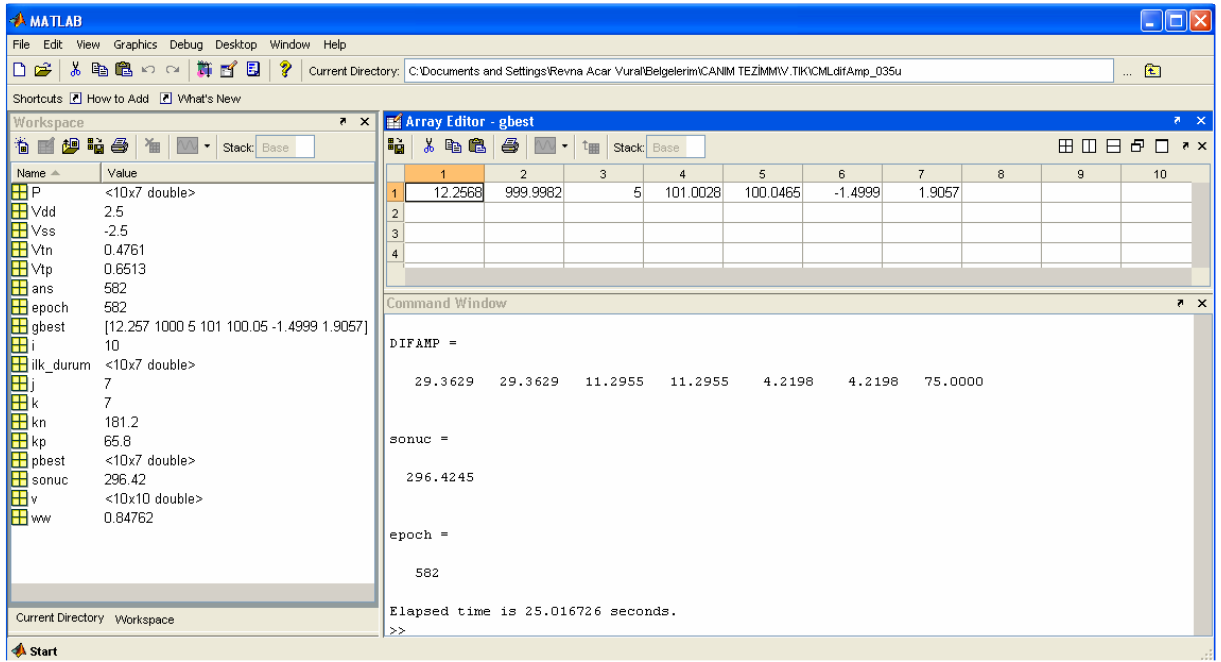 MATLAB
File Edit View Graphics Debug Desktop Window Help
Current Directory: C:\Documents and Settings\Revna Acar Vural\Belgelerim\CANIM TEZİMM\V.TIK\CMLdifAmp_035u ...
Shortcuts How to Add What's New
Workspace
Stack: Base
Name Value
P <10x7 double>
Vdd 2.5
Vss -2.5
Vtn 0.4761
Vtp 0.6513
ans 582
epoch 582
gbest [12.257 1000 5 101 100.05 -1.4999 1.9057]
i 10
ilk_durum <10x7 double>
j 7
k 7
kn 181.2
kp 65.8
pbest <10x7 double>
sonuc 296.42
v <10x10 double>
ww 0.84762
Current Directory Workspace
Array Editor - gbest
Stack: Base
1 2 3 4 5 6 7 8 9 10
1 12.2568 999.9982 5 101.0028 100.0465 -1.4999 1.9057
2
3
4
Command Window
DIFAMP =
29.3629 29.3629 11.2955 11.2955 4.2198 4.2198 75.0000
sonuc =
296.4245
epoch =
582
Elapsed time is 25.016726 seconds.
>>
Start